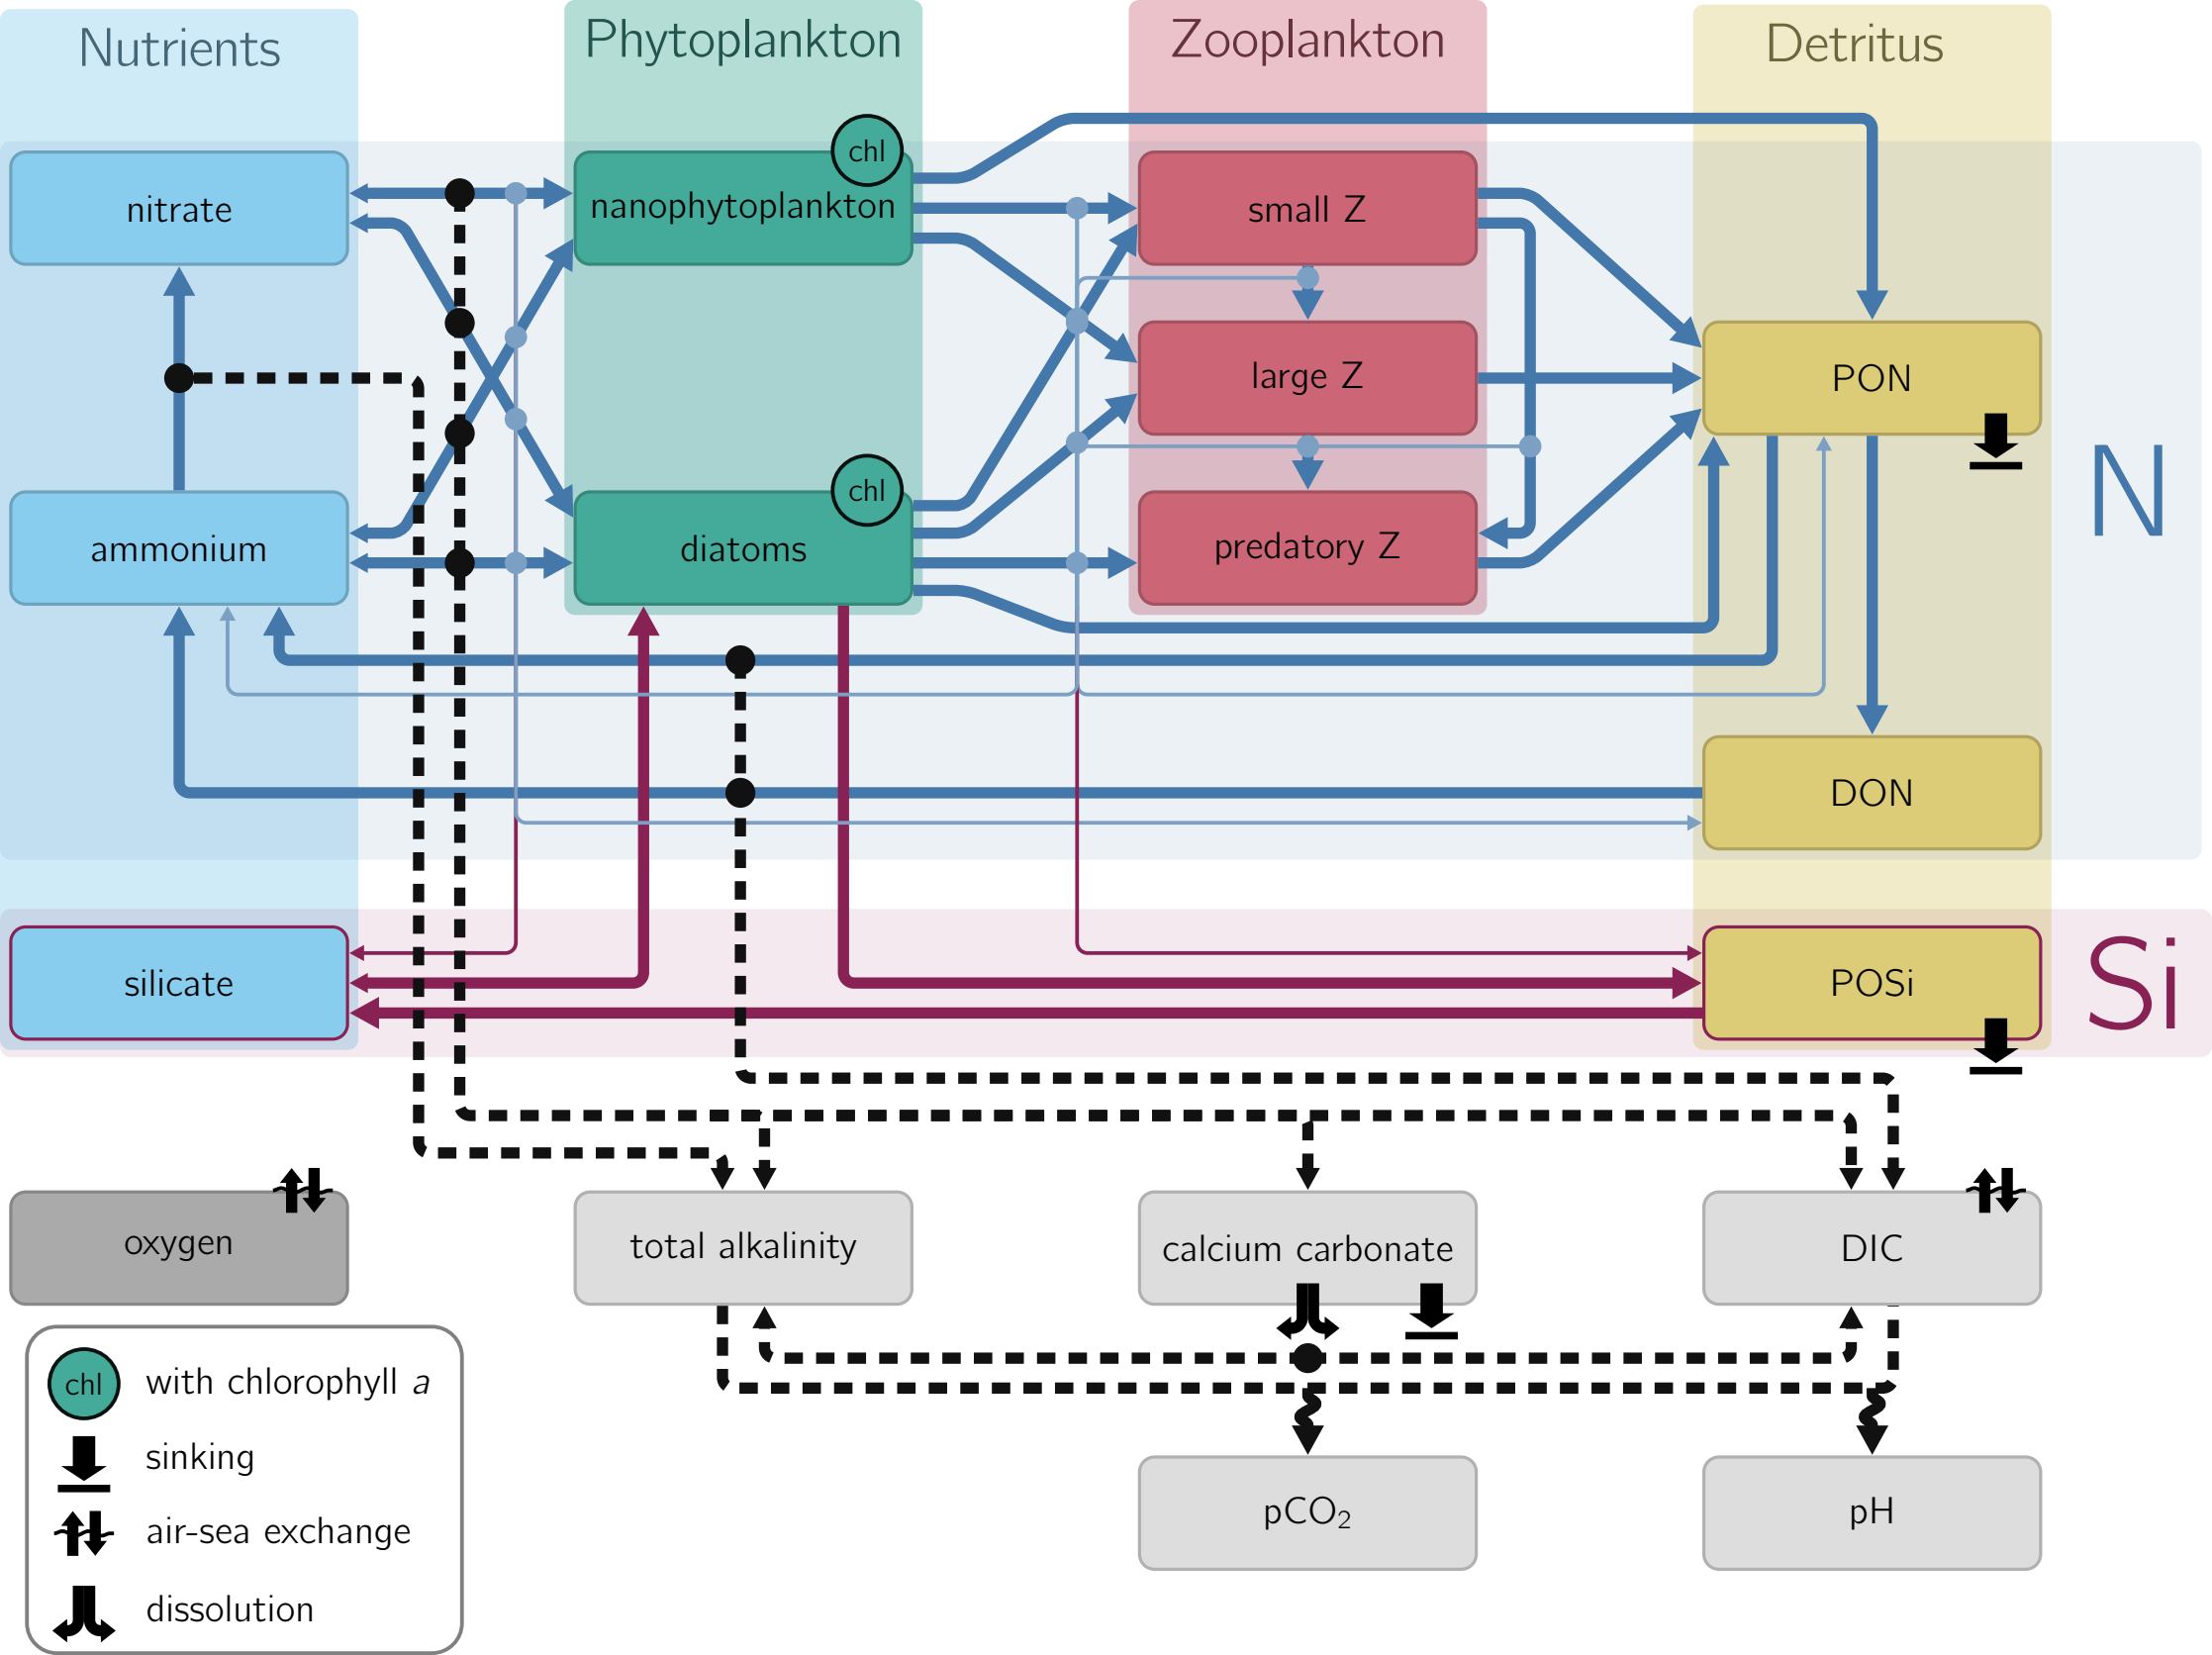 Nutrients
Phytoplankton
Zooplankton
Detritus
chl
nitrate
nanophytoplankton
small Z
large Z
PON
N
chl
ammonium
diatoms
predatory Z
DON
silicate
POSi
Si
oxygen
total alkalinity
calcium carbonate
DIC
chl with chlorophyll a
sinking
air-sea exchange
dissolution
pCO₂
pH